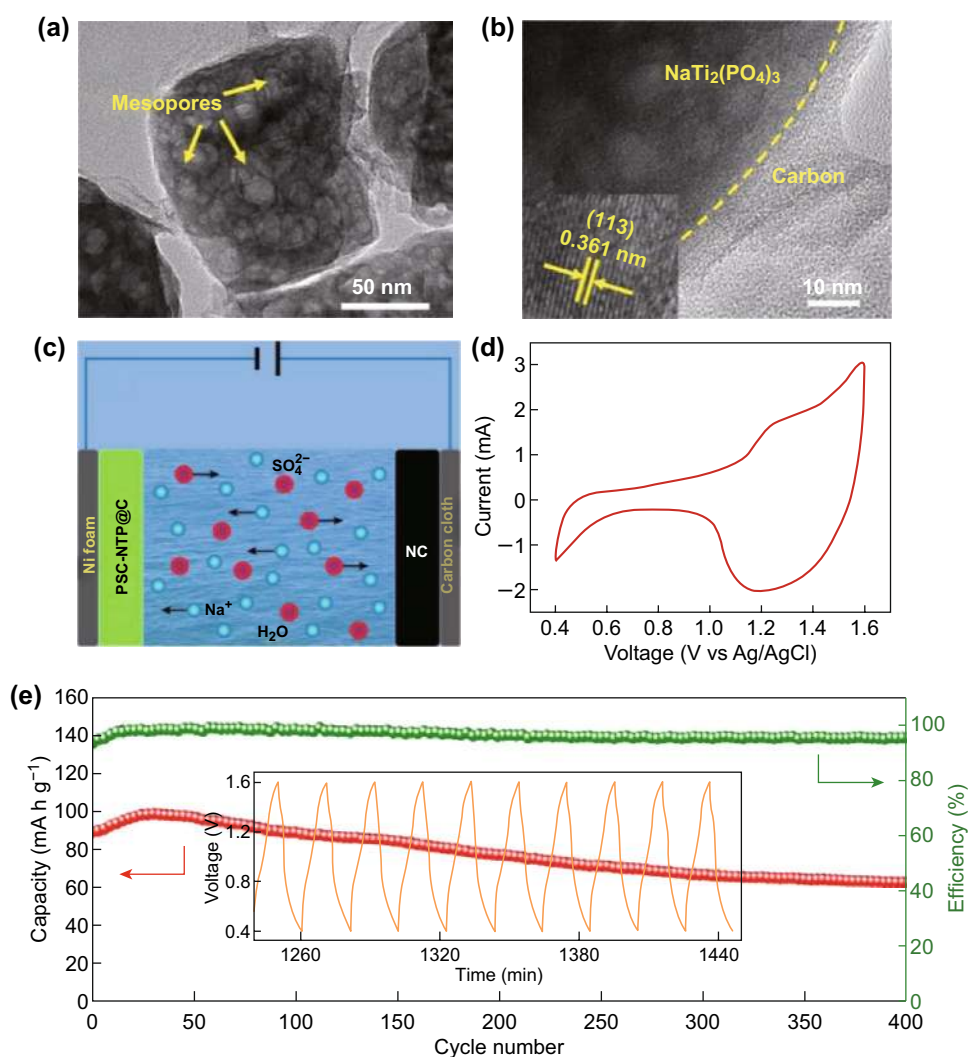 (a)
Mesopores
50 nm
(b)
NaTi₂(PO₄)₃
Carbon
(113)
0.361 nm
10 nm
(c)
Ni foam
PSC-NTP@C
SO₄²⁻
Na⁺
H₂O
NC
Carbon cloth
(d)
3
2
1
0
−1
−2
Current (mA)
0.4 0.6 0.8 1.0 1.2 1.4 1.6
Voltage (V vs Ag/AgCl)
(e)
160
140
120
100
80
60
40
20
0
Capacity (mA h g⁻¹)
1.6
1.2
0.8
0.4
Voltage (V)
1260 1320 1380 1440
Time (min)
100
80
60
40
20
0
Efficiency (%)
0 50 100 150 200 250 300 350 400
Cycle number